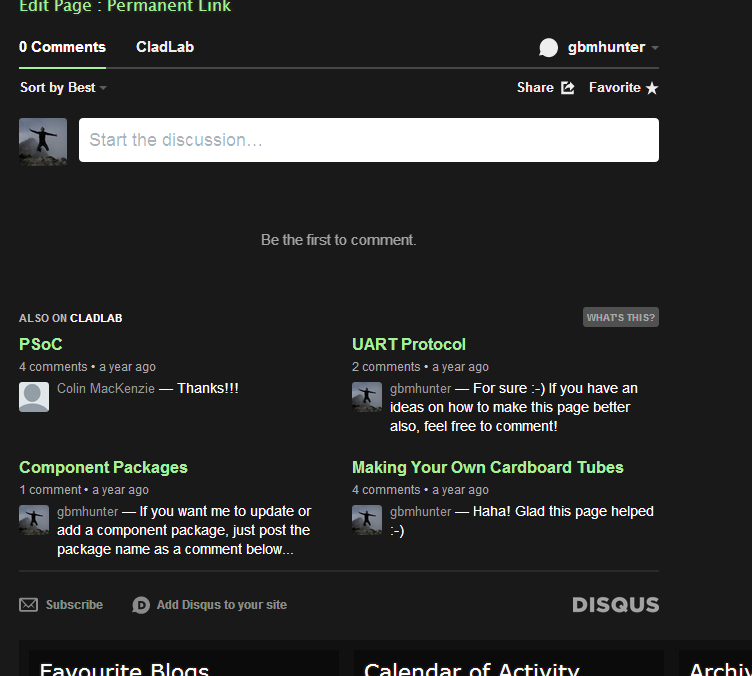 Edit Page : Permanent Link
0 Comments CladLab gbmhunter
Sort by Best Share Favorite
Start the discussion…
Be the first to comment.
ALSO ON CLADLAB WHAT'S THIS?
PSoC
4 comments • a year ago
Colin MacKenzie — Thanks!!!
UART Protocol
2 comments • a year ago
gbmhunter — For sure :-) If you have an
ideas on how to make this page better
also, feel free to comment!
Component Packages
1 comment • a year ago
gbmhunter — If you want me to update or
add a component package, just post the
package name as a comment below...
Making Your Own Cardboard Tubes
4 comments • a year ago
gbmhunter — Haha! Glad this page helped
:-)
Subscribe D Add Disqus to your site DISQUS
Favourite Blogs Calendar of Activity